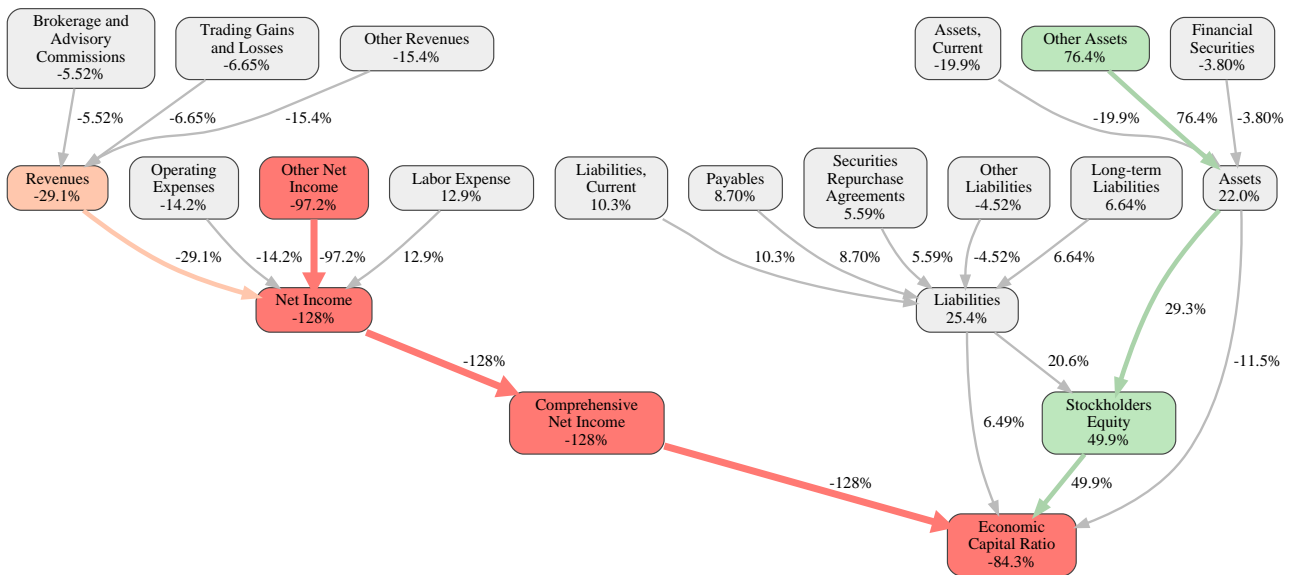 Brokerage and
Advisory
Commissions
-5.52%
Trading Gains
and Losses
-6.65%
Other Revenues
-15.4%
Assets,
Current
-19.9%
Other Assets
76.4%
Financial
Securities
-3.80%
-5.52%
-6.65%
-15.4%
-19.9%
76.4%
-3.80%
Revenues
-29.1%
Operating
Expenses
-14.2%
Other Net
Income
-97.2%
Labor Expense
12.9%
Liabilities,
Current
10.3%
Payables
8.70%
Securities
Repurchase
Agreements
5.59%
Other
Liabilities
-4.52%
Long-term
Liabilities
6.64%
Assets
22.0%
-29.1%
-14.2%
-97.2%
12.9%
10.3%
8.70%
5.59%
-4.52%
6.64%
Net Income
-128%
Liabilities
25.4%
29.3%
-128%
20.6%
-11.5%
Comprehensive
Net Income
-128%
6.49%
Stockholders
Equity
49.9%
-128%
49.9%
Economic
Capital Ratio
-84.3%